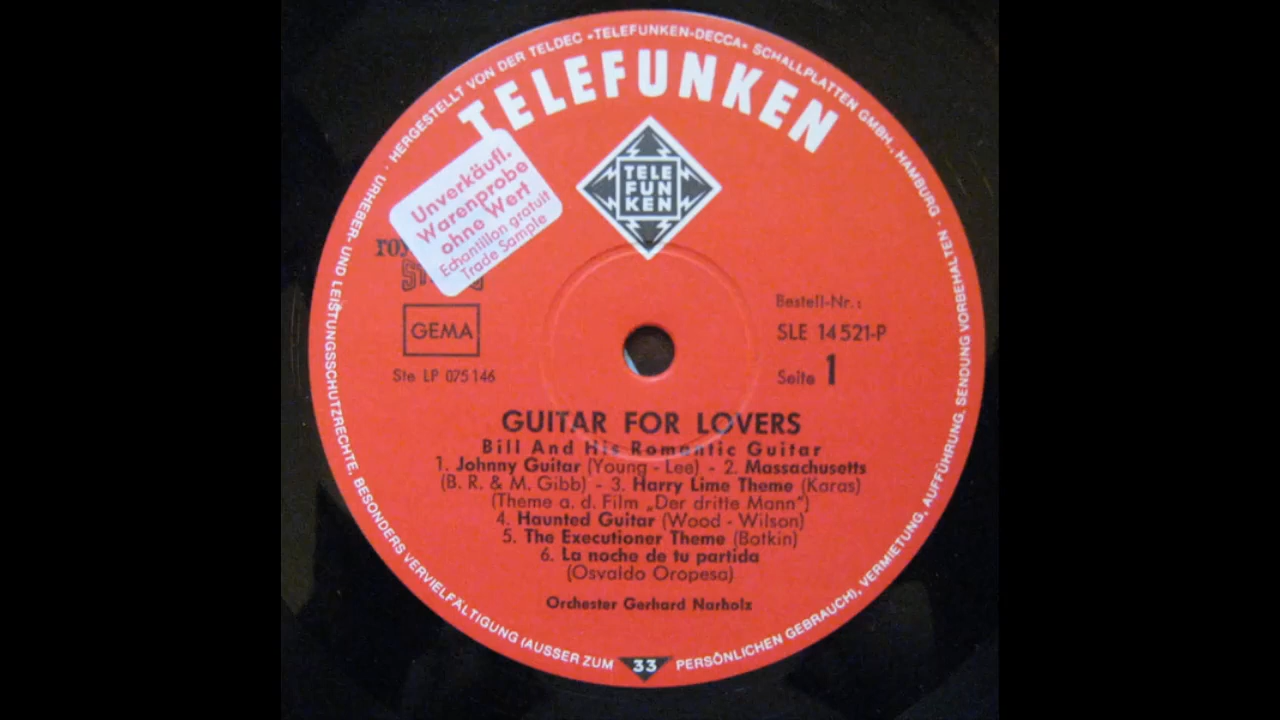 URHEBER- UND LEISTUNGSSCHUTZRECHTE, BESONDERS VERVIELFÄLTIGUNG (AUSSER ZUM PERSÖNLICHEN GEBRAUCH), VERMIETUNG, AUFFÜHRUNG, SENDUNG VORBEHALTEN · HERGESTELLT VON DER TELDEC »TELEFUNKEN-DECCA« SCHALLPLATTEN GMBH., HAMBURG ·
TELEFUNKEN
TELE
FUN
KEN
Unverkäufl.
Warenprobe
ohne Wert
Echantillon gratuit
Trade Sample
GEMA
Ste LP 075 146
Bestell-Nr.:
SLE 14 521-P
Seite 1
GUITAR FOR LOVERS
Bill And His Romantic Guitar
1. Johnny Guitar (Young - Lee) - 2. Massachusetts
(B. R. & M. Gibb) - 3. Harry Lime Theme (Karas)
(Theme a. d. Film „Der dritte Mann")
4. Haunted Guitar (Wood - Wilson)
5. The Executioner Theme (Botkin)
6. La noche de tu partida
(Osvaldo Oropesa)
Orchester Gerhard Narholz
33